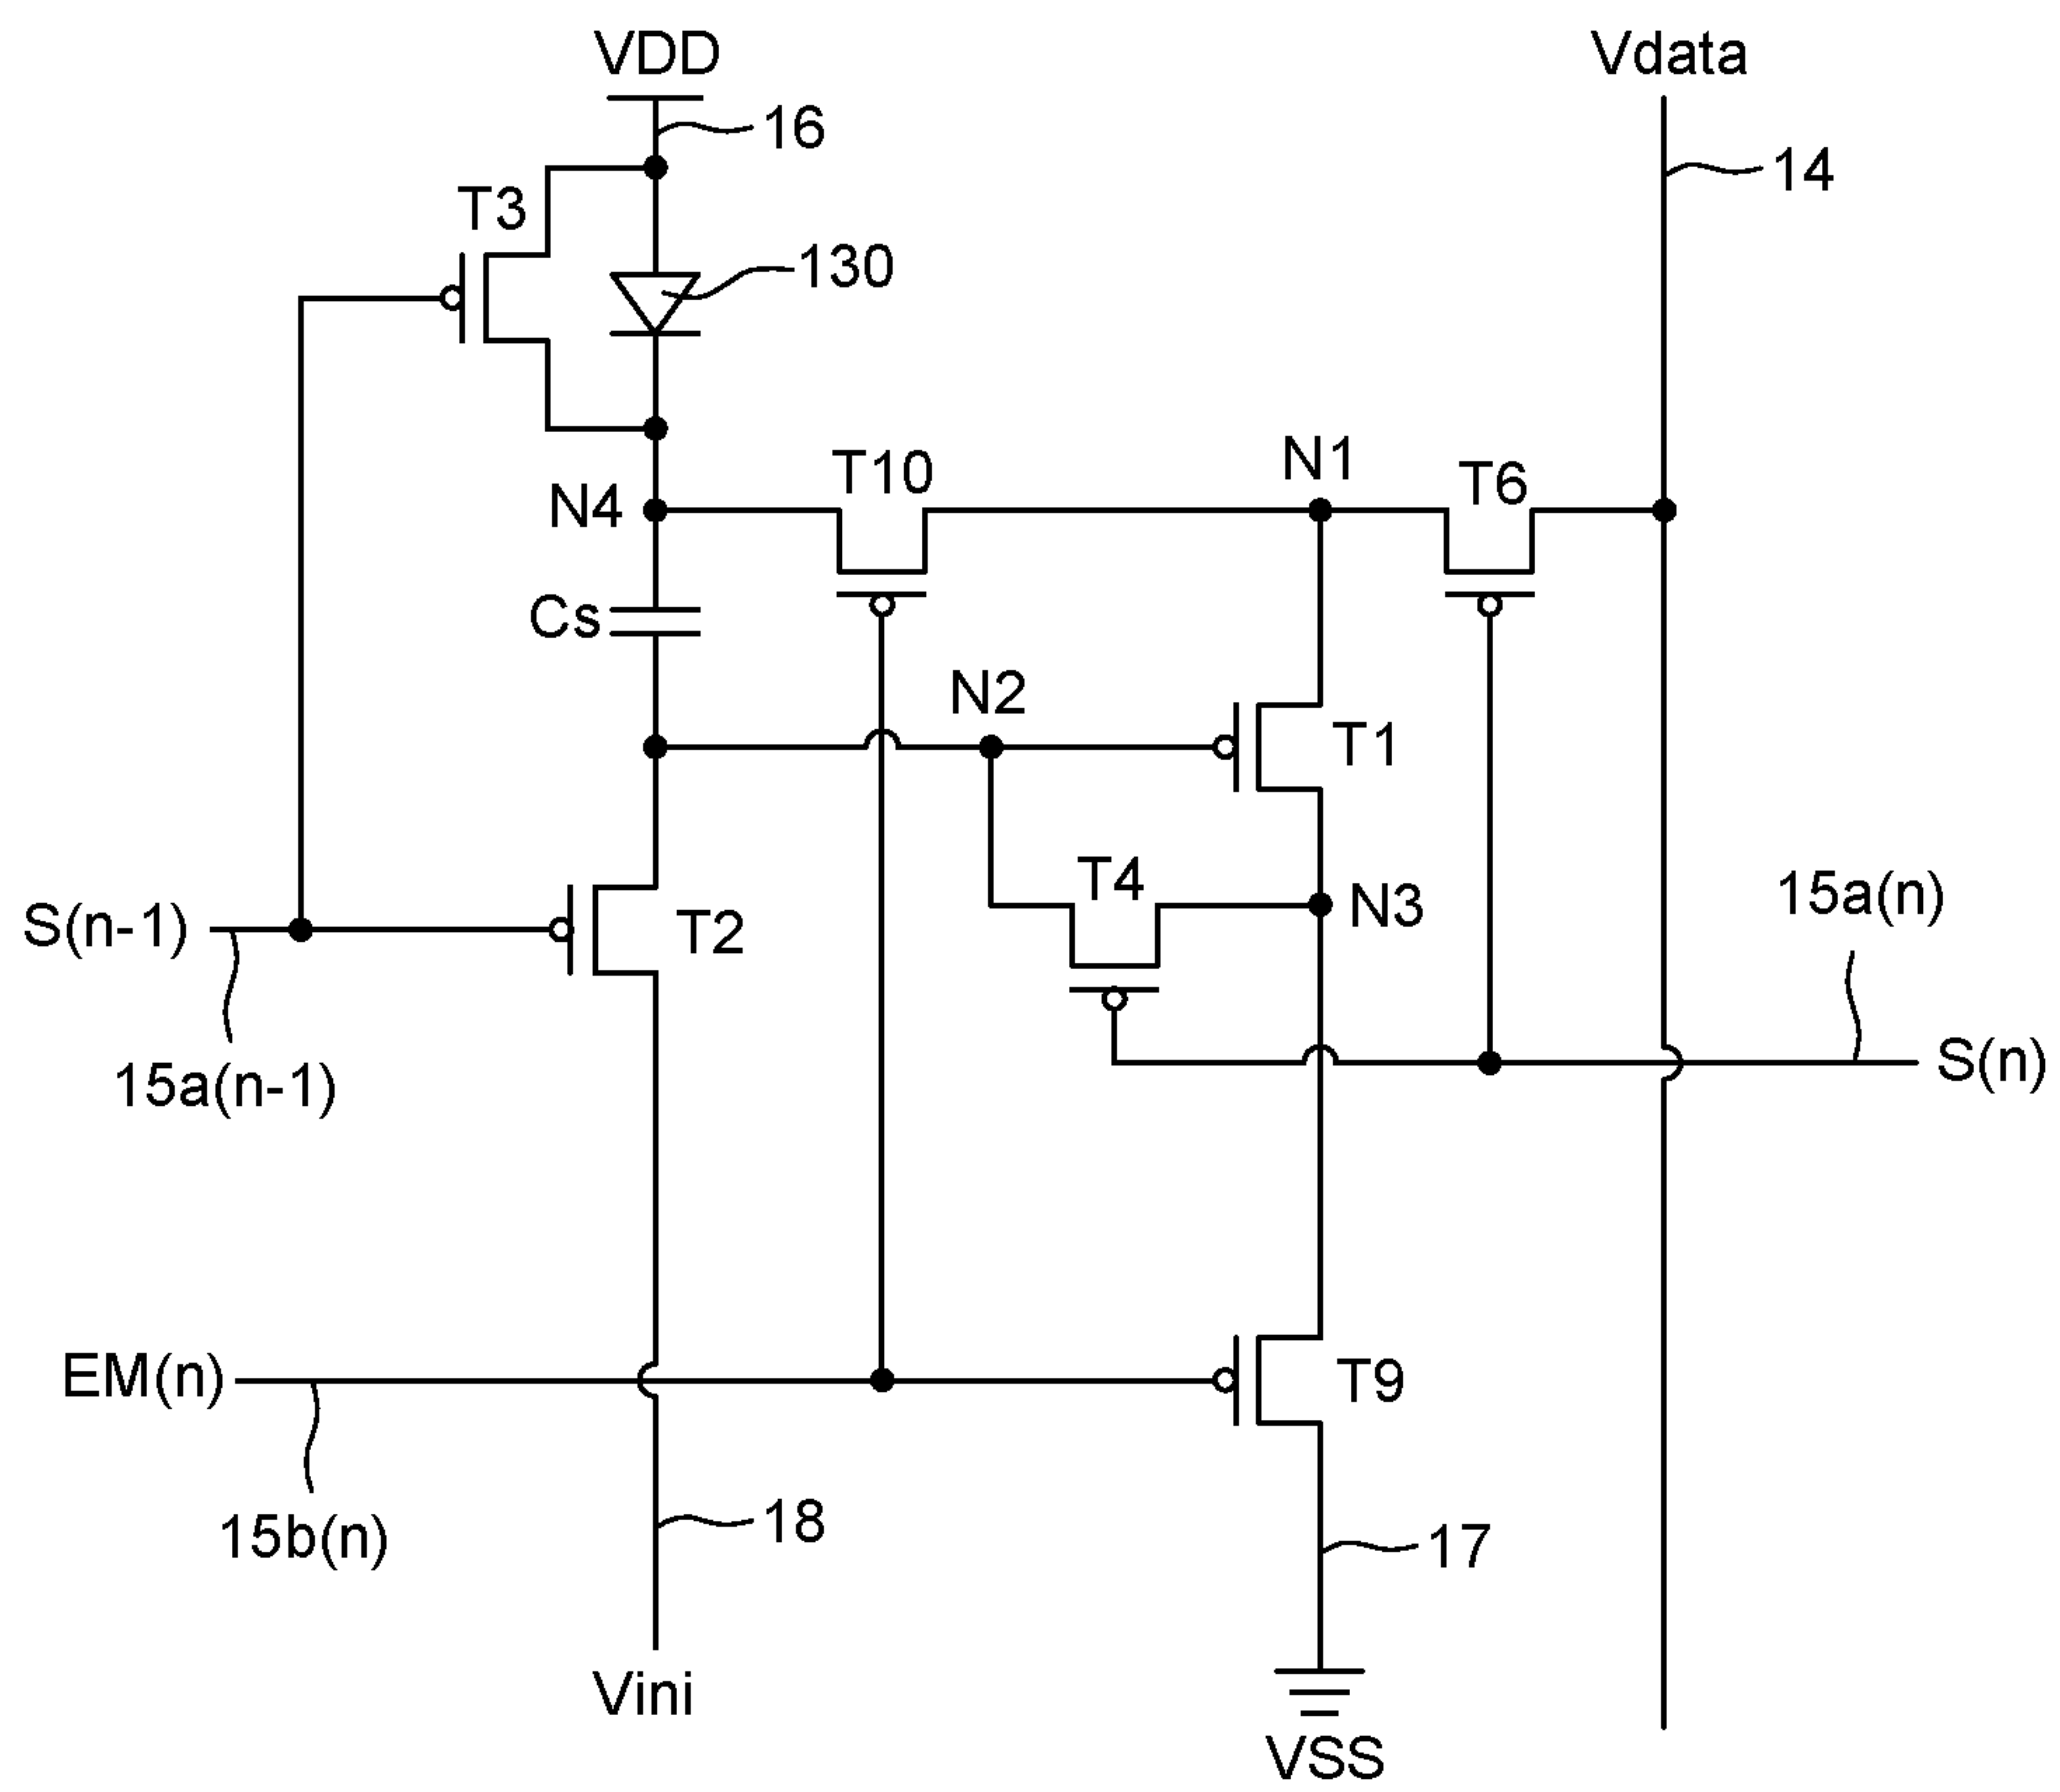 VDD
Vdata
16
14
T3
130
N4
T10
N1
T6
Cs
N2
T1
T4
N3
15a(n)
S(n-1)
T2
15a(n-1)
S(n)
EM(n)
T9
15b(n)
18
17
Vini
VSS